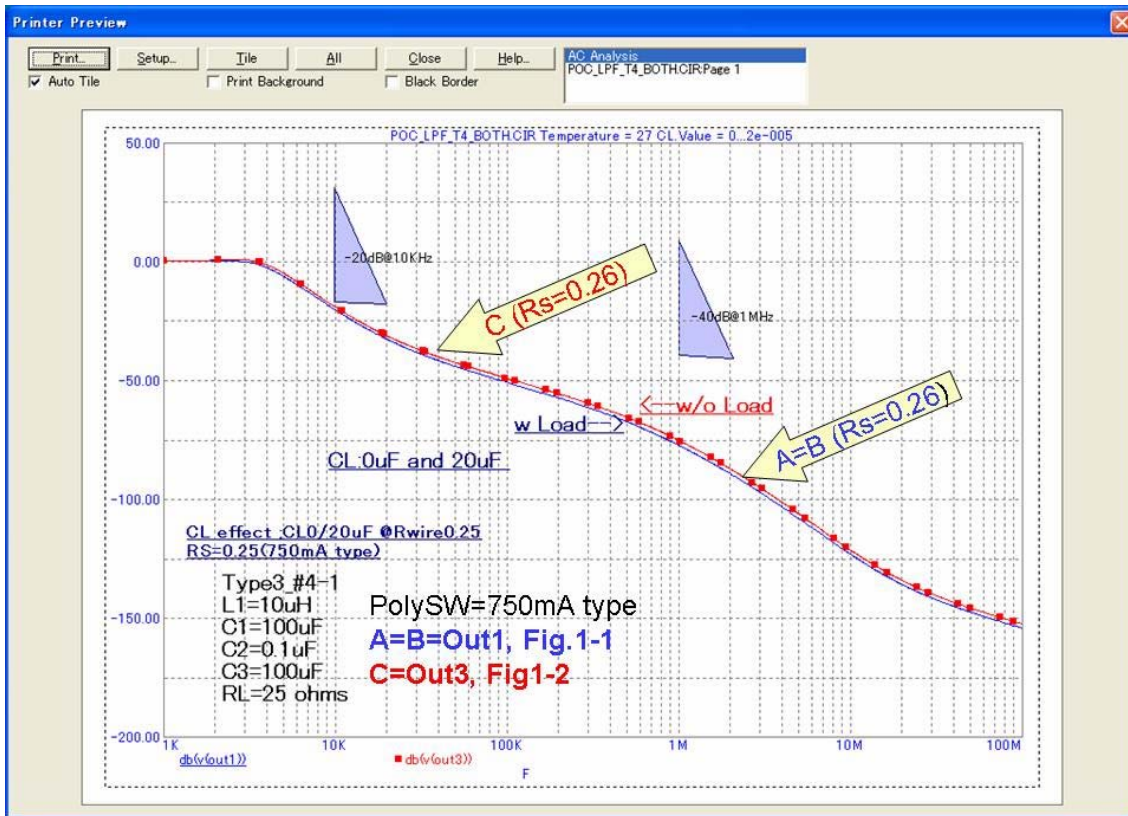 Printer Preview
Print...
Setup...
Tile
All
Close
Help...
AC Analysis
POC_LPF_T4_BOTH.CIR:Page 1
Auto Tile
Print Background
Black Border
POC_LPF_T4_BOTH.CIR Temperature = 27 CL.Value = 0...2e-005
50.00
0.00
-50.00
-100.00
-150.00
-200.00
-20dB@10KHz
C (Rs=0.26)
-40dB@1MHz
<--w/o Load
w Load-->
A=B (Rs=0.26)
CL:0uF and 20uF
CL effect ;CL0/20uF @Rwire0.25
RS=0.25(750mA type)
Type3_#4-1
L1=10uH
C1=100uF
C2=0.1uF
C3=100uF
RL=25 ohms
PolySW=750mA type
A=B=Out1, Fig.1-1
C=Out3, Fig1-2
1K
10K
100K
1M
10M
100M
db(v(out1))
db(v(out3))
F